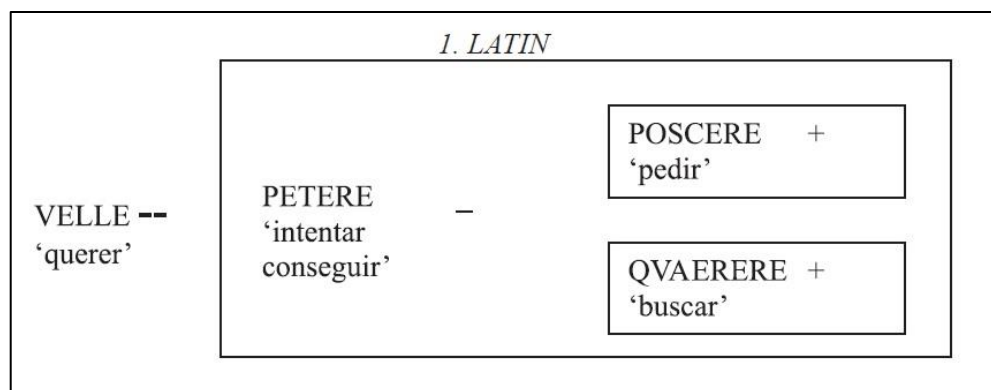 1. LATIN
VELLE --
‘querer’
PETERE –
‘intentar
conseguir’
POSCERE +
‘pedir’
QVAERERE +
‘buscar’